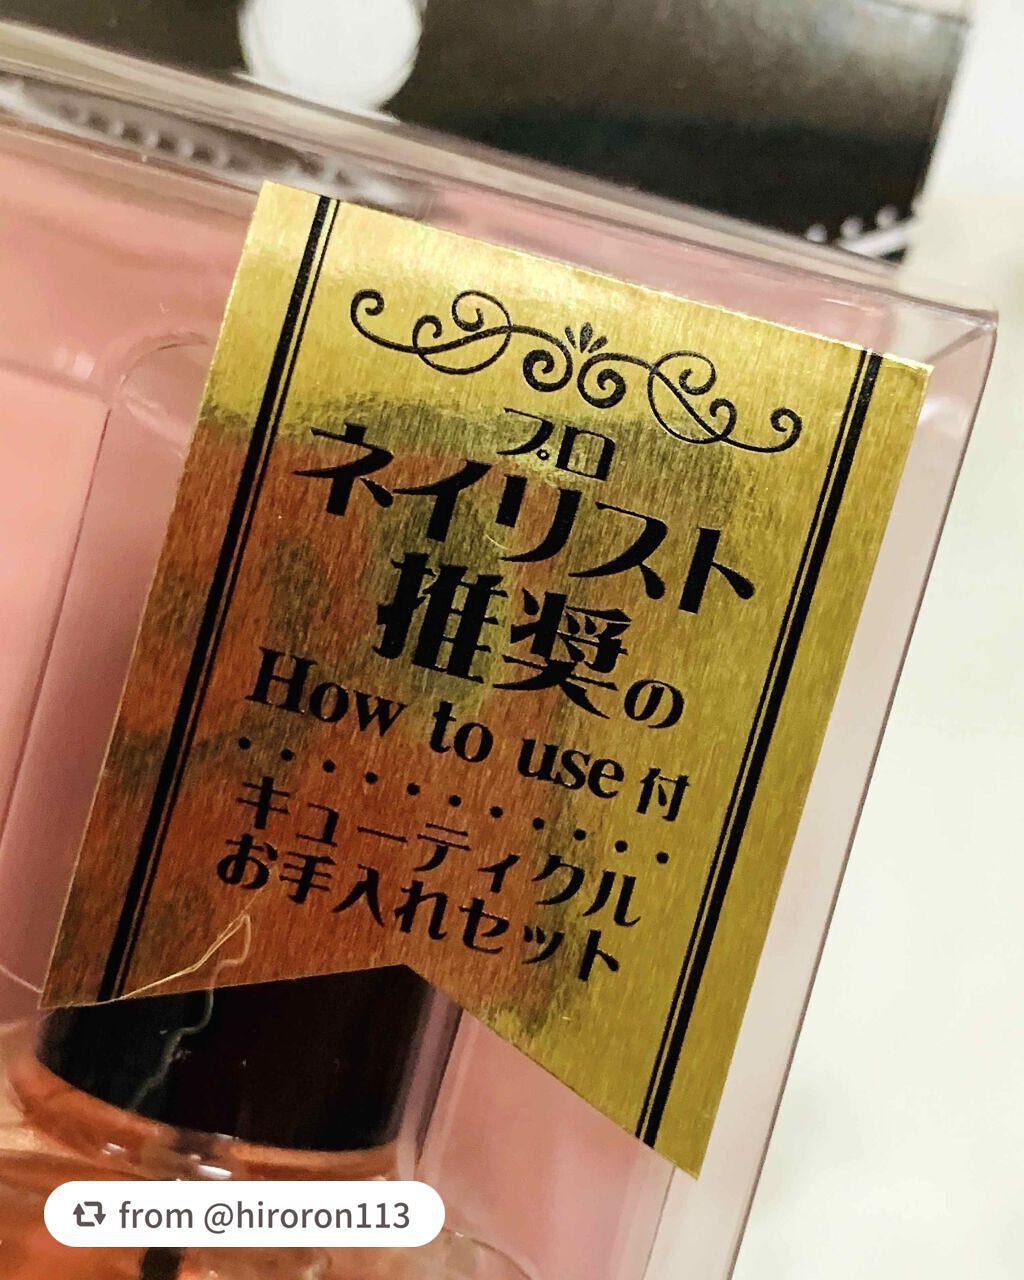 プロ
ネイリスト
推奨の
How to use 付
キューティクル
お手入れセット
from @hiroron113